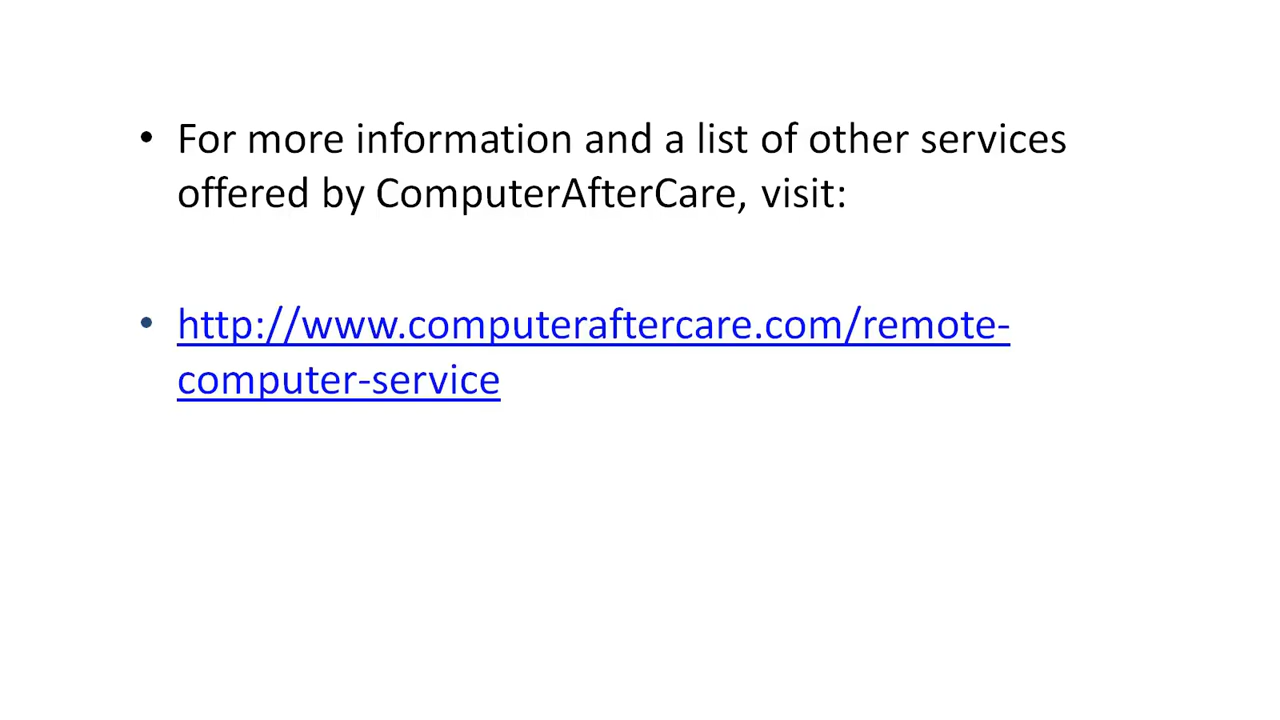 • For more information and a list of other services
offered by ComputerAfterCare, visit:
• http://www.computeraftercare.com/remote-
computer-service